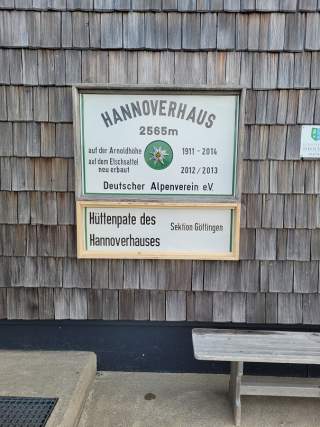 HANNOVERHAUS
2565m
auf der Arnoldhöhe 1911 - 2014
auf dem Etschsattel
neu erbaut 2012/2013
Deutscher Alpenverein e.V.
Hüttenpate des Sektion Göttingen
Hannoverhauses